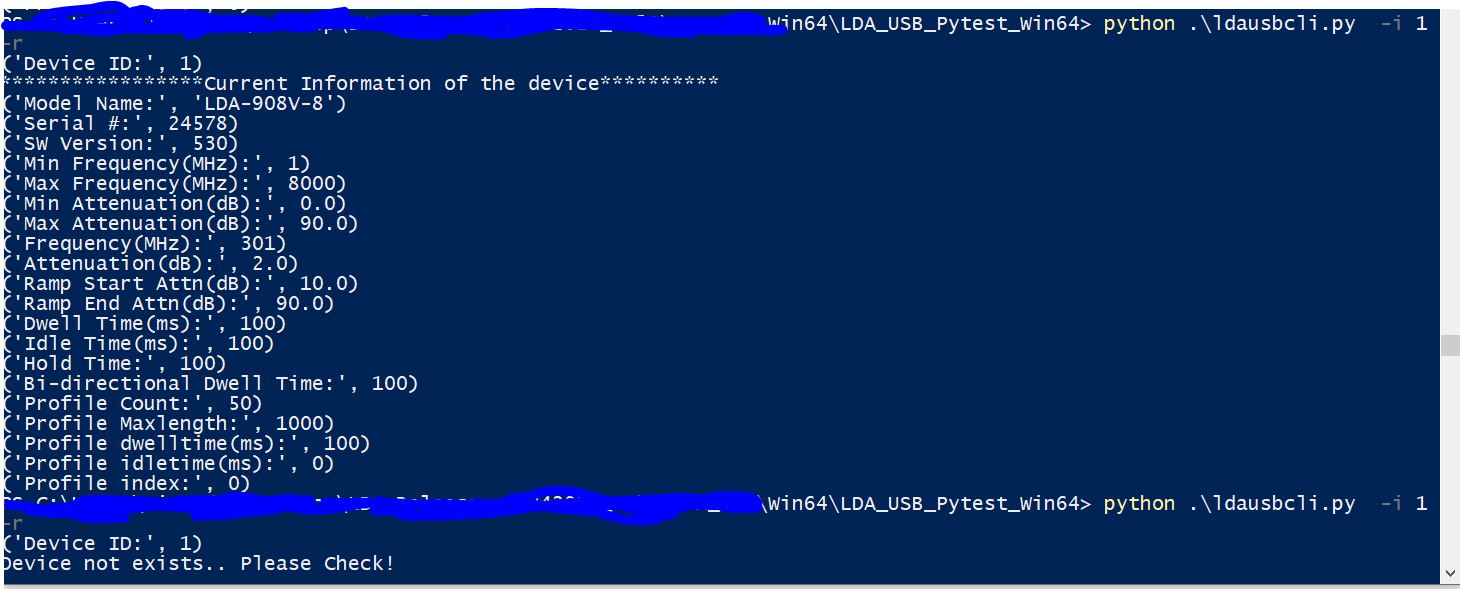 Win64\LDA_USB_Pytest_Win64> python .\ldausbcli.py -i 1
-r
('Device ID:', 1)
*****************Current Information of the device**********
('Model Name:', 'LDA-908V-8')
('Serial #:', 24578)
('SW Version:', 530)
('Min Frequency(MHz):', 1)
('Max Frequency(MHz):', 8000)
('Min Attenuation(dB):', 0.0)
('Max Attenuation(dB):', 90.0)
('Frequency(MHz):', 301)
('Attenuation(dB):', 2.0)
('Ramp Start Attn(dB):', 10.0)
('Ramp End Attn(dB):', 90.0)
('Dwell Time(ms):', 100)
('Idle Time(ms):', 100)
('Hold Time:', 100)
('Bi-directional Dwell Time:', 100)
('Profile Count:', 50)
('Profile Maxlength:', 1000)
('Profile dwelltime(ms):', 100)
('Profile idletime(ms):', 0)
('Profile index:', 0)
\Win64\LDA_USB_Pytest_Win64> python .\ldausbcli.py -i 1
-r
('Device ID:', 1)
Device not exists.. Please Check!